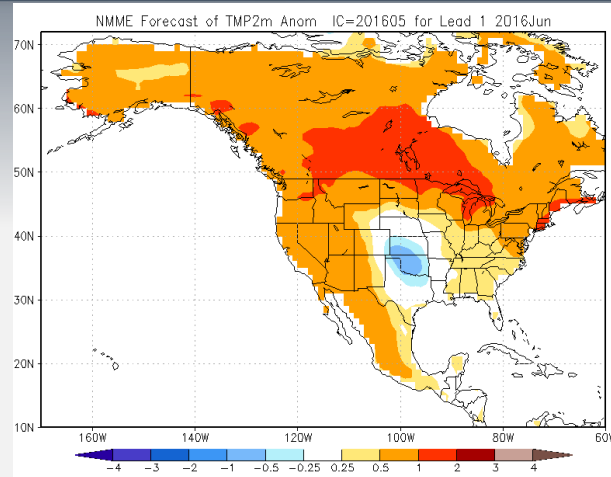 NMME Forecast of TMP2m Anom IC=201605 for Lead 1 2016Jun
70N
60N
50N
40N
30N
20N
10N
160W 140W 120W 100W 80W 60W
-4 -3 -2 -1 -0.5 -0.25 0.25 0.5 1 2 3 4